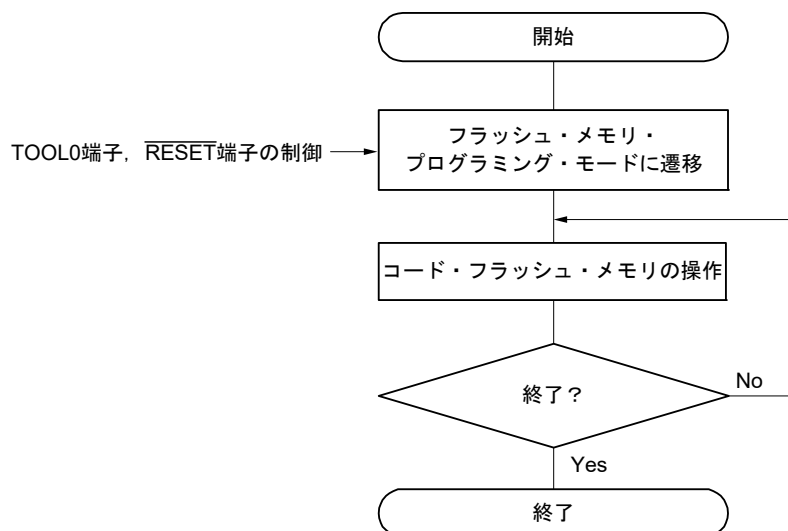 開始
TOOL0端子，RESET端子の制御
フラッシュ・メモリ・
プログラミング・モードに遷移
コード・フラッシュ・メモリの操作
終了？
No
Yes
終了